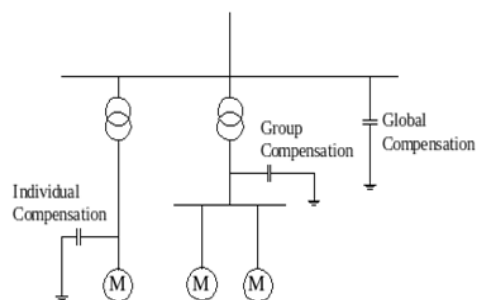 Group
Compensation
Global
Compensation
Individual
Compensation
M
M
M